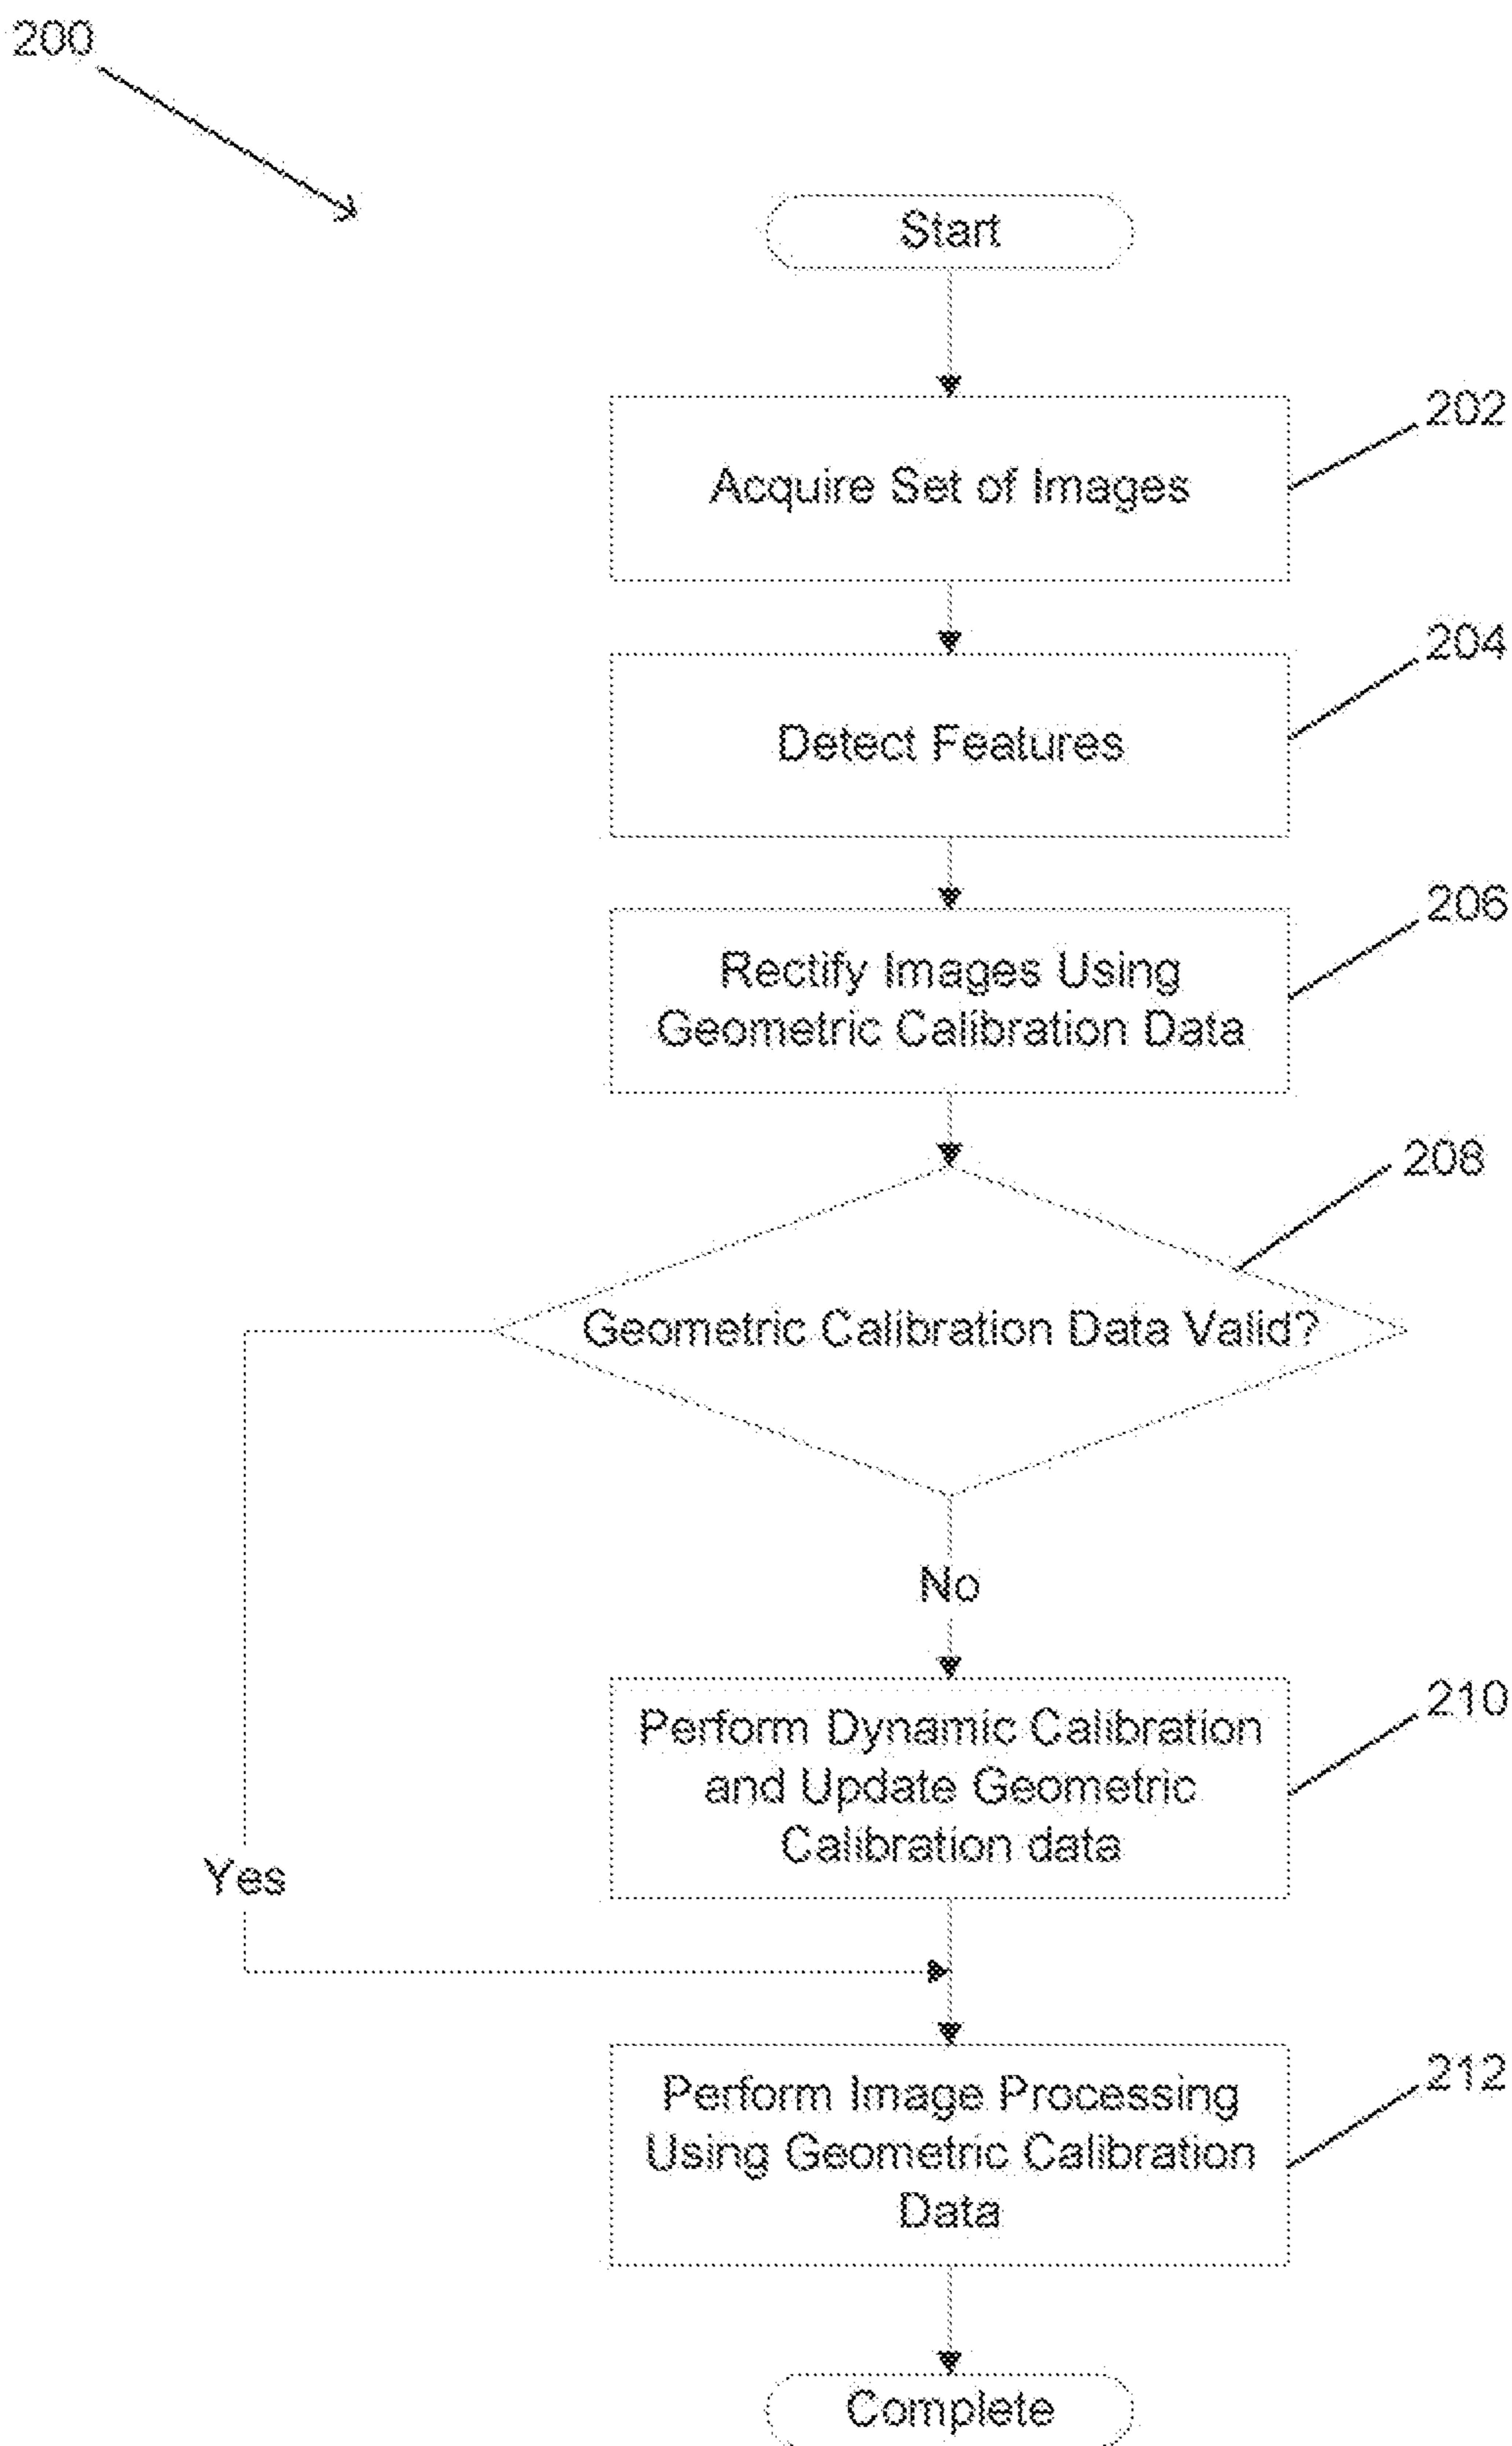 200
Start
202
Acquire Set of Images
204
Detect Features
206
Rectify Images Using
Geometric Calibration Data
208
Geometric Calibration Data Valid?
No
210
Perform Dynamic Calibration
and Update Geometric
Calibration data
Yes
212
Perform Image Processing
Using Geometric Calibration
Data
Complete